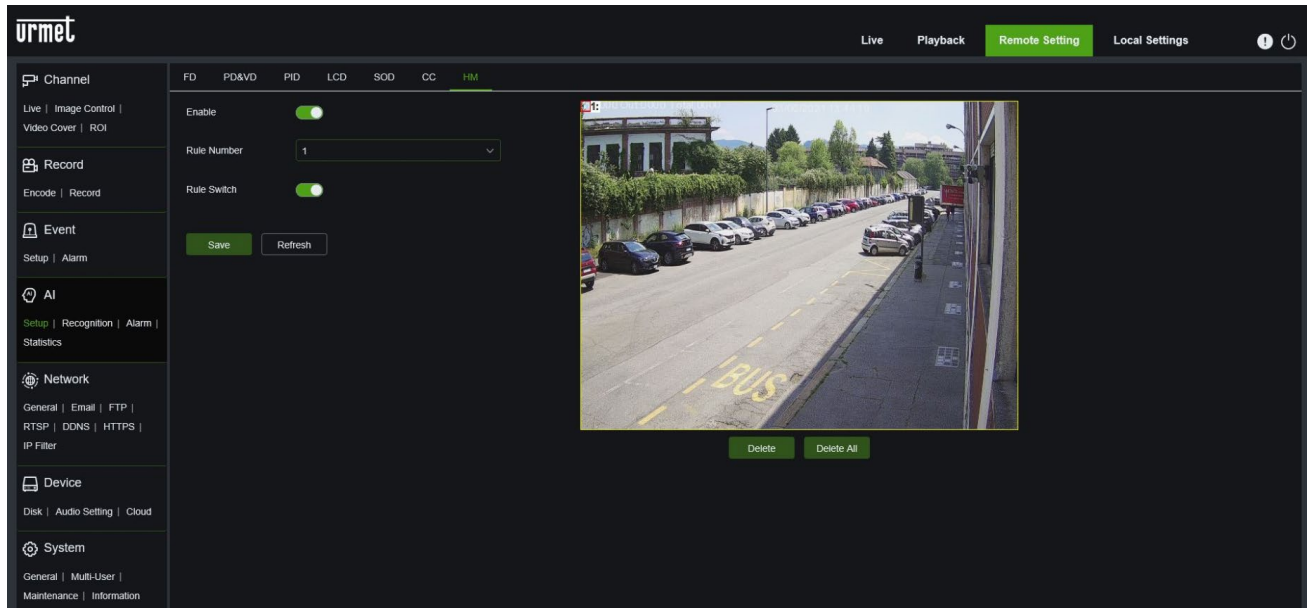 urmet
Live Playback Remote Setting Local Settings
Channel
Live | Image Control |
Video Cover | ROI
Record
Encode | Record
Event
Setup | Alarm
AI
Setup | Recognition | Alarm |
Statistics
Network
General | Email | FTP |
RTSP | DDNS | HTTPS |
IP Filter
Device
Disk | Audio Setting | Cloud
System
General | Multi-User |
Maintenance | Information
FD PD&VD PID LCD SOD CC HM
Enable
Rule Number 1
Rule Switch
Save Refresh
1:
BUS
Delete Delete All